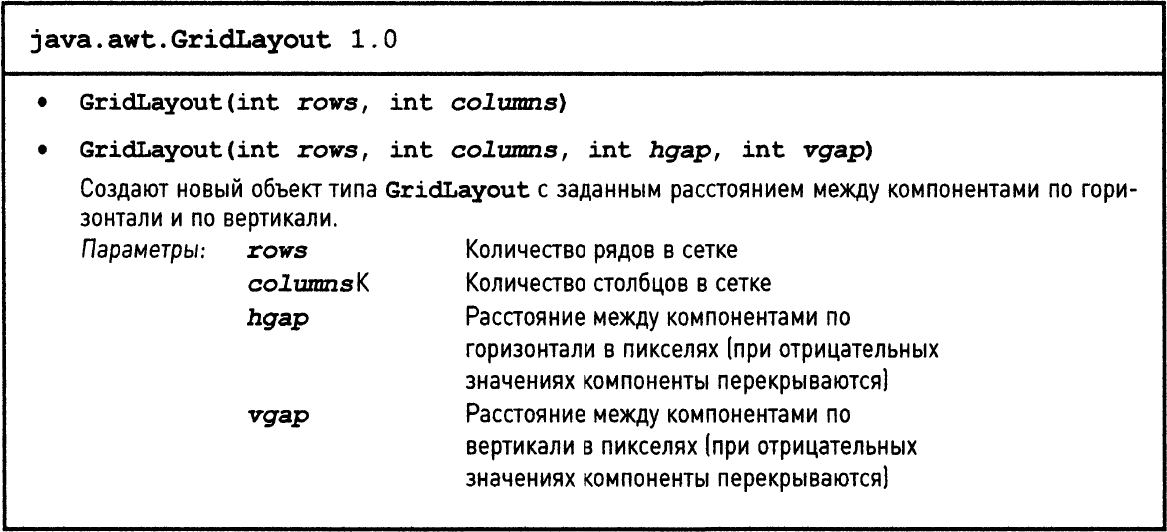 java.awt.GridLayout 1.0
• GridLayout(int rows, int columns)
• GridLayout(int rows, int columns, int hgap, int vgap)
Создают новый объект типа GridLayout с заданным расстоянием между компонентами по гори-
зонтали и по вертикали.
Параметры: rows Количество рядов в сетке
columnsK Количество столбцов в сетке
hgap Расстояние между компонентами по
горизонтали в пикселях (при отрицательных
значениях компоненты перекрываются)
vgap Расстояние между компонентами по
вертикали в пикселях (при отрицательных
значениях компоненты перекрываются)